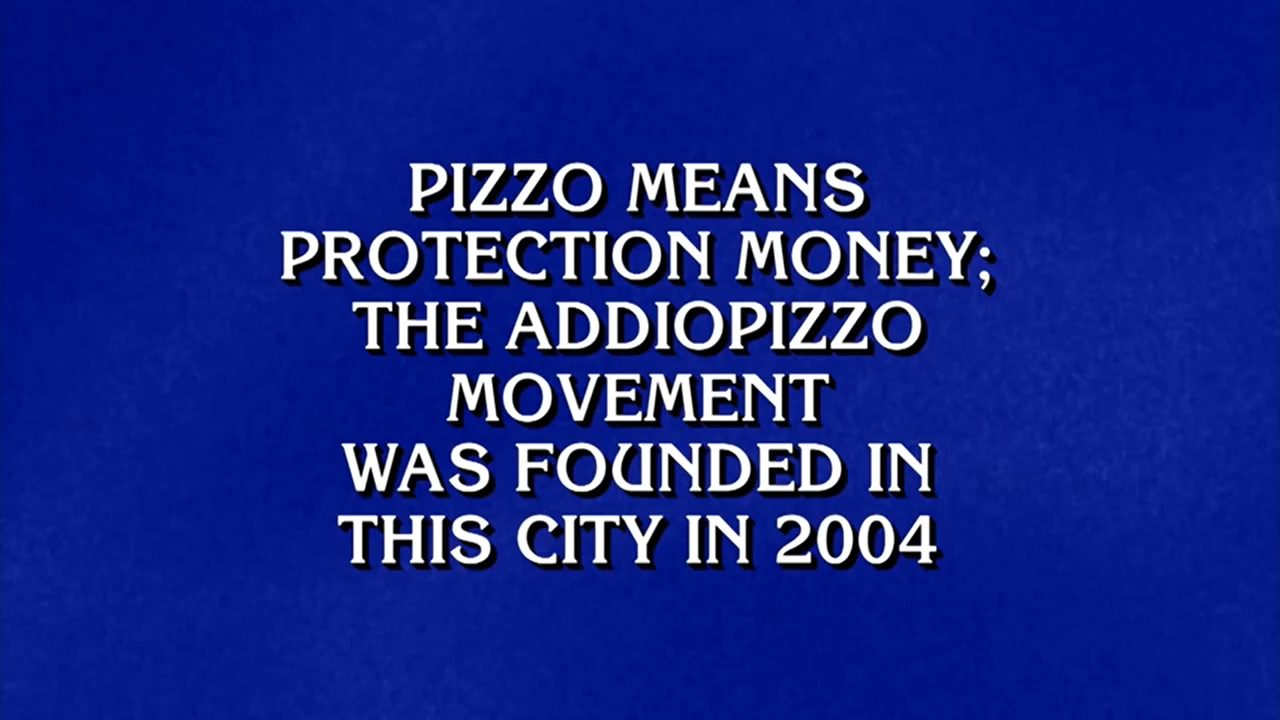 PIZZO MEANS
PROTECTION MONEY;
THE ADDIOPIZZO
MOVEMENT
WAS FOUNDED IN
THIS CITY IN 2004